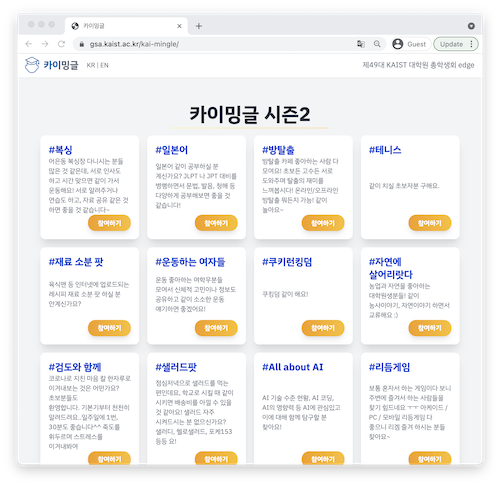 카이밍글
gsa.kaist.ac.kr/kai-mingle/
Guest
Update
카이밍글
KR | EN
제49대 KAIST 대학원 총학생회 edge
카이밍글 시즌2
#복싱
어은동 복싱장 다니시는 분들
많은 것 같은데, 서로 인사도
하고 시간 맞으면 같이 가서
운동해요! 서로 알려주거나
연습도 하고, 자료 공유 같은 것
하면 좋을 것 같습니다~
참여하기
#일본어
일본어 같이 공부하실 분
계신가요? JLPT 나 JPT 대비를
병행하면서 문법, 발음, 청해 등
다양하게 공부해보면 좋을 것
같습니다!
참여하기
#방탈출
방탈출 카페 좋아하는 사람 다
모여요! 초보든 고수든 서로
도와주며 탈출의 재미를
느껴봅시다! 온라인/오프라인
방탈출 뭐든지 가능! 같이
놀아요~
참여하기
#테니스
같이 치실 초보자분 구해요.
참여하기
#재료 소분 팟
육식맨 등 인터넷에 업로드되는
레시피 재료 소분 팟 하실 분
안계신가요?
참여하기
#운동하는 여자들
운동 좋아하는 여학우분들
모여서 신체적 고민이나 정보도
공유하고 같이 소소한 운동
얘기하면 좋겠어요!
참여하기
#쿠키런킹덤
쿠킹덤 같이 해요!
참여하기
#자연에
살어리랏다
농업과 자연을 좋아하는
대학원생분들! 같이
농사이야기, 자연이야기 하면서
교류해요 :)
참여하기
#검도와 함께
코로나로 지친 마음 칼 한자루로
이겨내보는 것은 어떤가요?
초보분들도
환영합니다. 기본기부터 천천히
알려드려요. 일주일에 1번,
30분도 좋습니다^^ 죽도를
휘두르며 스트레스를
이겨내봐여
참여하기
#샐러드팟
점심저녁으로 샐러드를 먹는
편인데요, 학교로 시킬 때 같이
시키면 배송비를 아낄 수 있을
것 같아요! 샐러드 자주
시켜드시는 분 없으신가요?
샐러디, 헬로샐러드, 포케153
등등 요!
참여하기
#All about AI
AI 기술 수준 현황, AI 코딩,
AI의 영향력 등 AI에 관심있고
이에 대해 함께 탐구할 분
찾아요!
참여하기
#리듬게임
보통 혼자서 하는 게임이다 보니
주변에 즐겨서 하는 사람들을
찾기 힘드네요 ㅜㅜ 아케이드 /
PC / 모바일 리듬게임 다
좋으니 리겜 즐겨 하시는 분들
찾아요~
참여하기